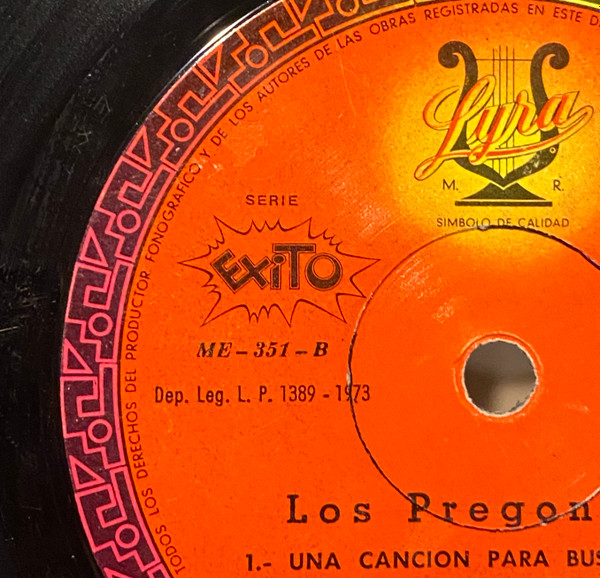 TODOS LOS DERECHOS DEL PRODUCTOR FONOGRAFICO Y DE LOS AUTORES DE LAS OBRAS REGISTRADAS EN ESTE
Lyra
M. R.
SIMBOLO DE CALIDAD
SERIE
EXiTO
ME-351-B
Dep. Leg. L. P. 1389 - 1973
Los Pregon
1.- UNA CANCION PARA BUS